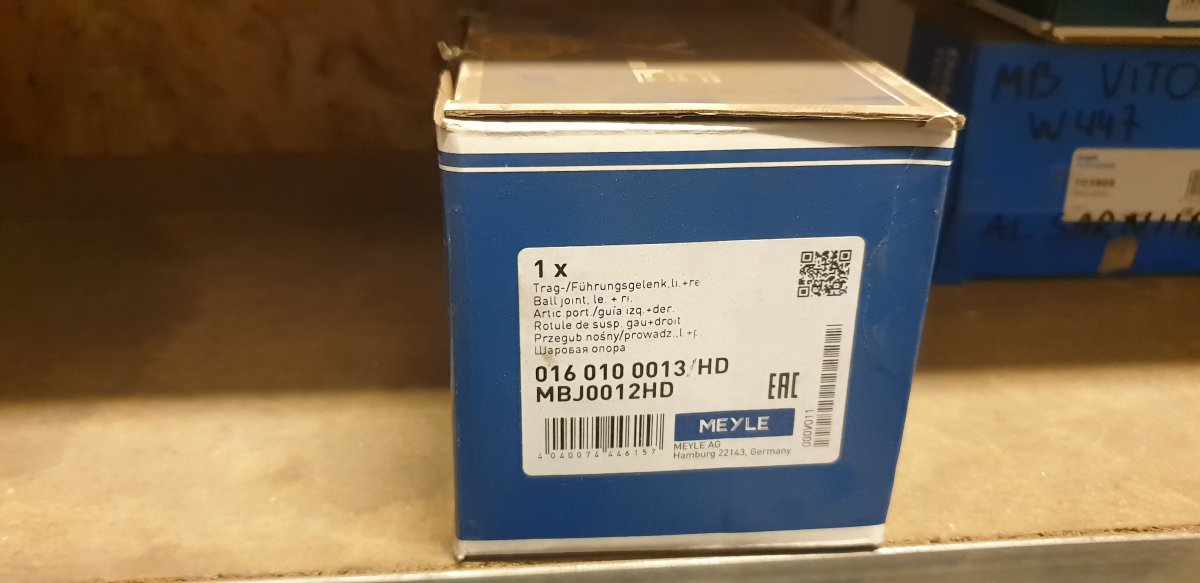 1 x
Trag-/Führungsgelenk,li.+re
Ball joint, le. + ri.
Artic.port./guía izq.+der.
Rotule de susp. gau+droit
Przegub nośny/prowadz.,l.+p
Шаровая опора
016 010 0013/HD
MBJ0012HD
EAC
MEYLE
MEYLE AG
Hamburg 22143, Germany
4 040074 446157
000V011
MB VITO
W447